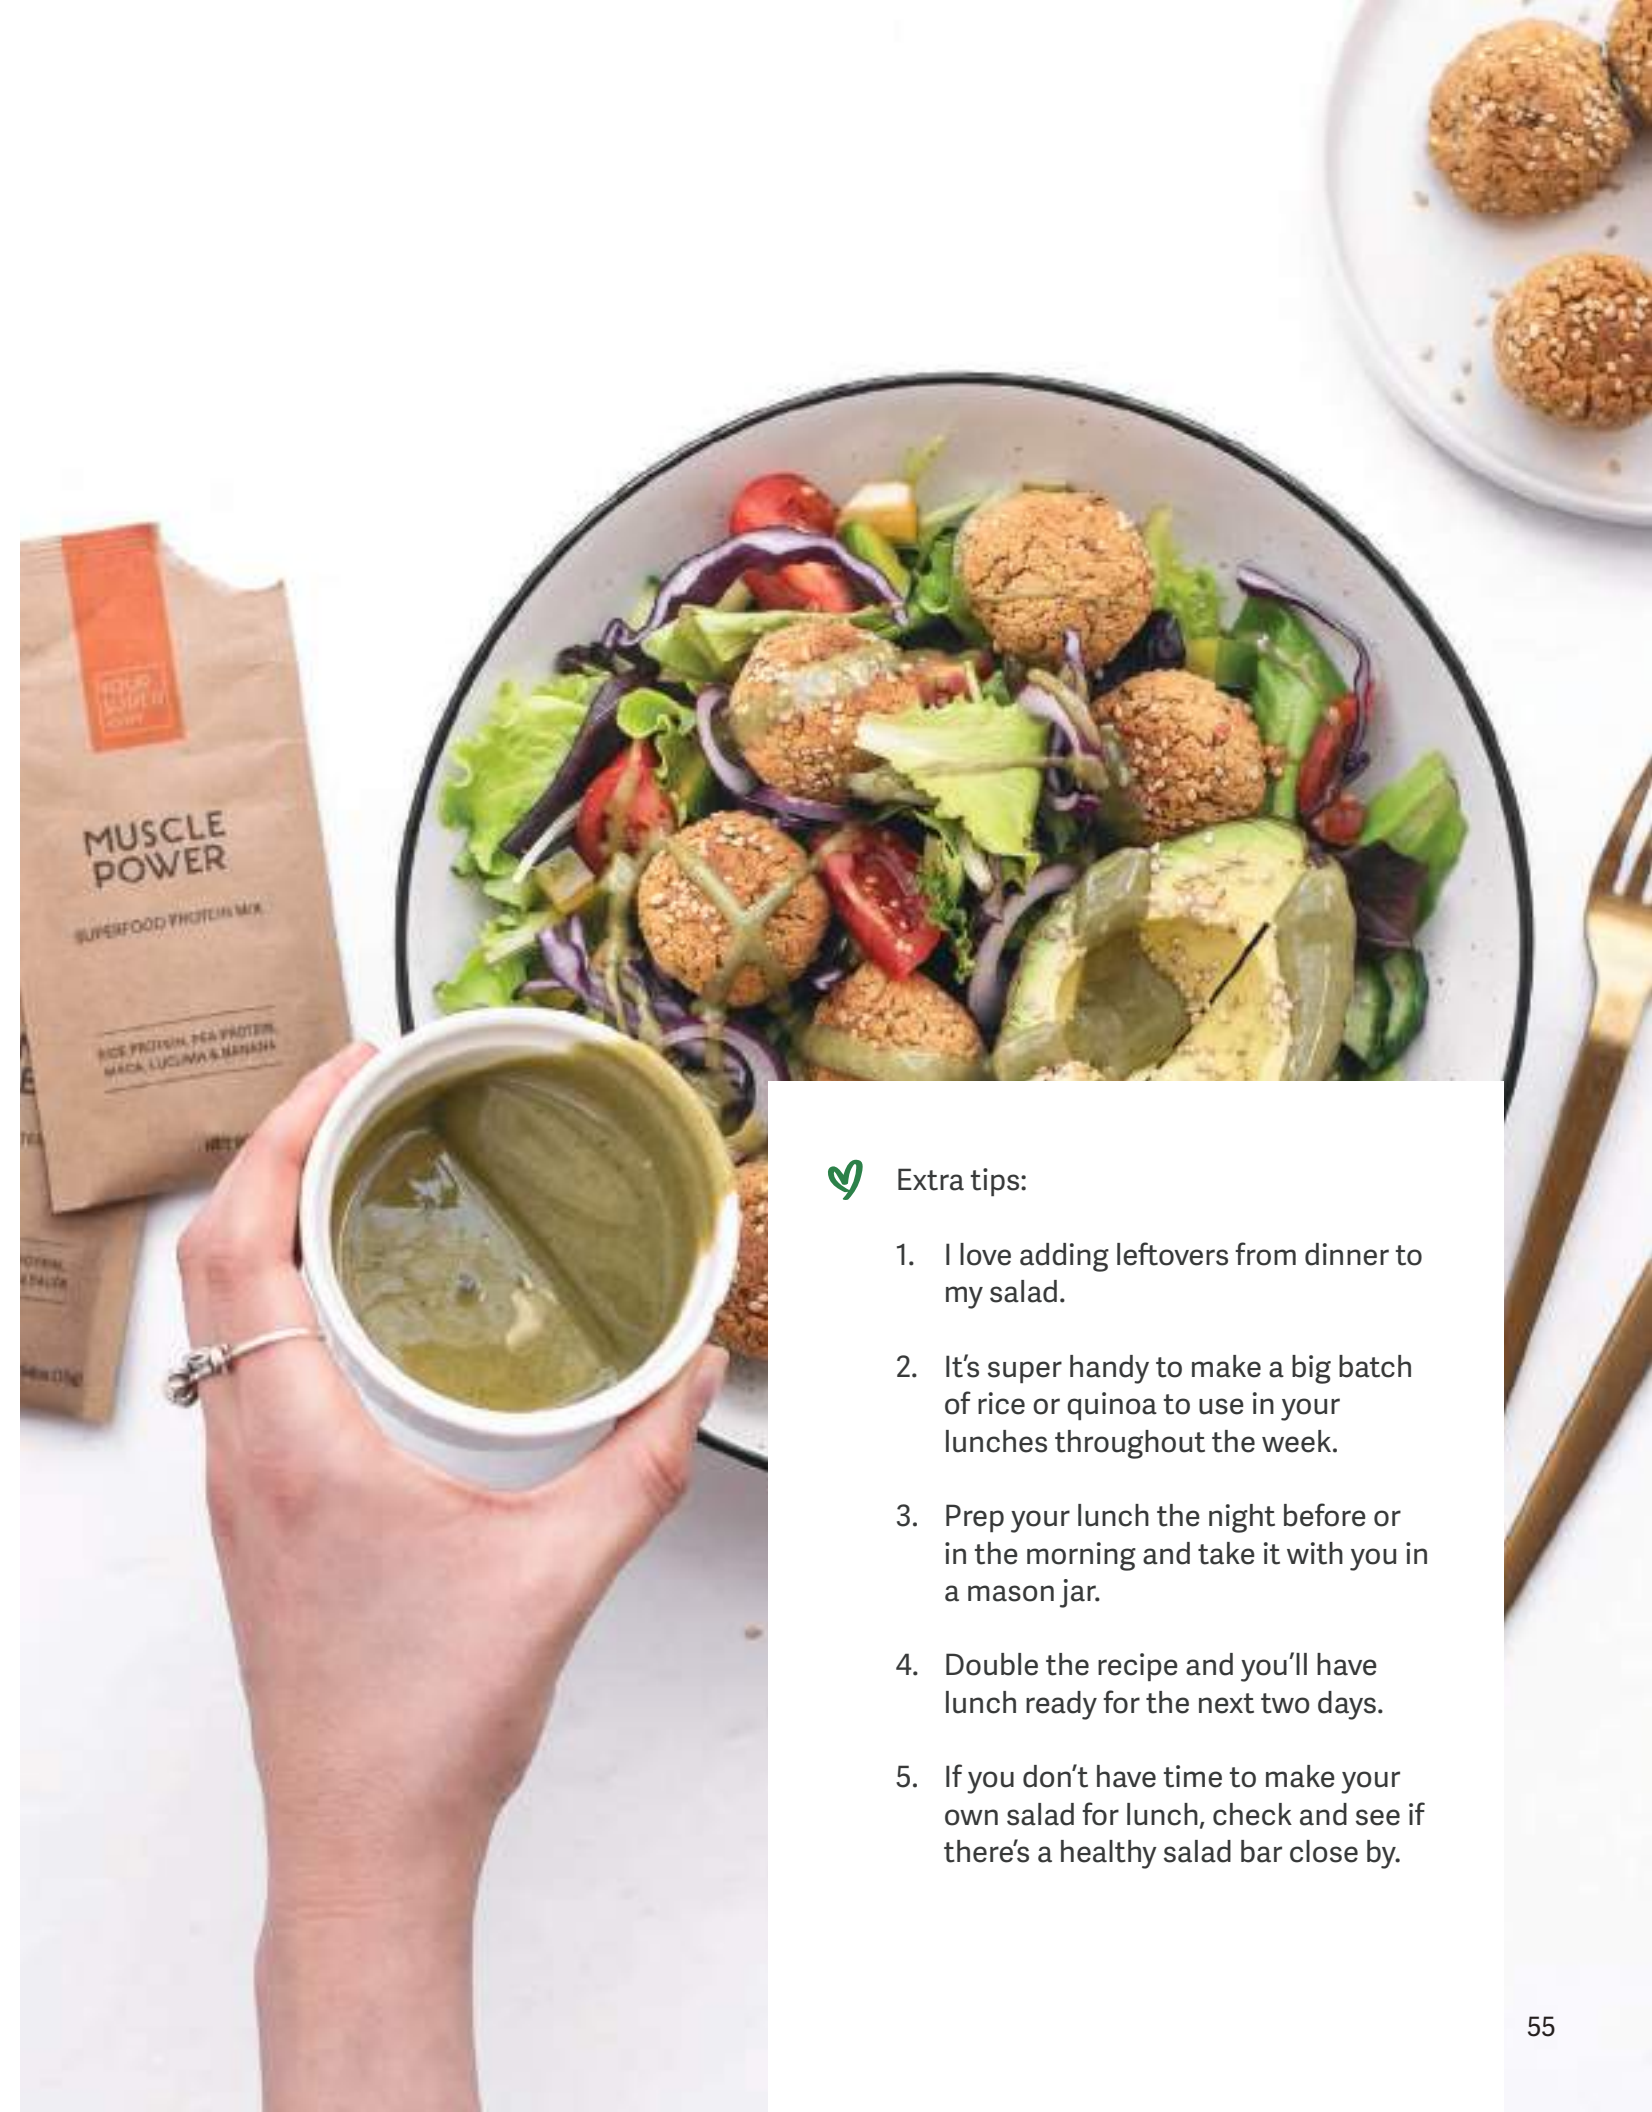 YOUR
SUPER
MUSCLE
POWER
SUPERFOOD PROTEIN MIX
RICE PROTEIN, PEA PROTEIN,
MACA, LUCUMA & BANANA
NET
Extra tips:
1. I love adding leftovers from dinner to
my salad.
2. It's super handy to make a big batch
of rice or quinoa to use in your
lunches throughout the week.
3. Prep your lunch the night before or
in the morning and take it with you in
a mason jar.
4. Double the recipe and you'll have
lunch ready for the next two days.
5. If you don't have time to make your
own salad for lunch, check and see if
there's a healthy salad bar close by.
55